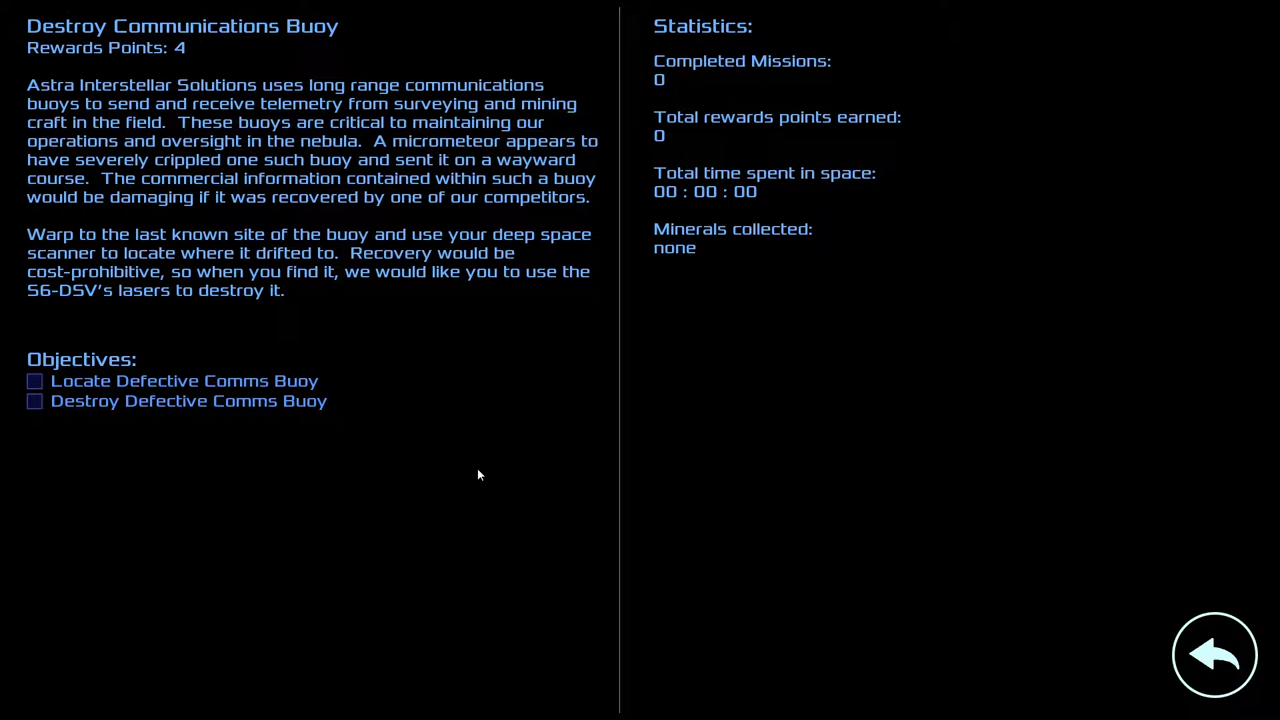 Destroy Communications Buoy
Rewards Points: 4
Astra Interstellar Solutions uses long range communications
buoys to send and receive telemetry from surveying and mining
craft in the field.  These buoys are critical to maintaining our
operations and oversight in the nebula.  A micrometeor appears to
have severely crippled one such buoy and sent it on a wayward
course.  The commercial information contained within such a buoy
would be damaging if it was recovered by one of our competitors.
Warp to the last known site of the buoy and use your deep space
scanner to locate where it drifted to.  Recovery would be
cost-prohibitive, so when you find it, we would like you to use the
S6-DSV's lasers to destroy it.
Objectives:
Locate Defective Comms Buoy
Destroy Defective Comms Buoy
Statistics:
Completed Missions:
0
Total rewards points earned:
0
Total time spent in space:
00 : 00 : 00
Minerals collected:
none